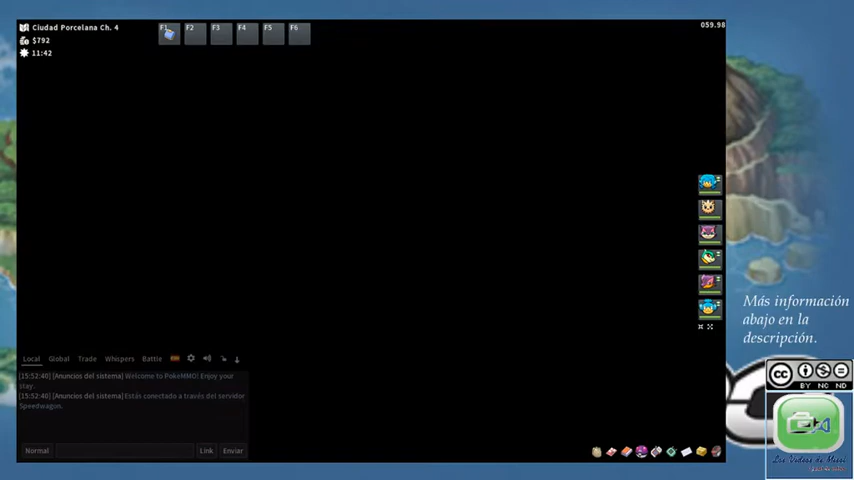 Ciudad Porcelana Ch. 4
$792
11:42
F1 F2 F3 F4 F5 F6
059.98
Local Global Trade Whispers Battle
[15:52:40] [Anuncios del sistema] Welcome to PokeMMO! Enjoy your
stay.
[15:52:40] [Anuncios del sistema] Estás conectado a través del servidor
Speedwagon.
Normal Link Enviar
Más información
abajo en la
descripción.
CC BY NC ND